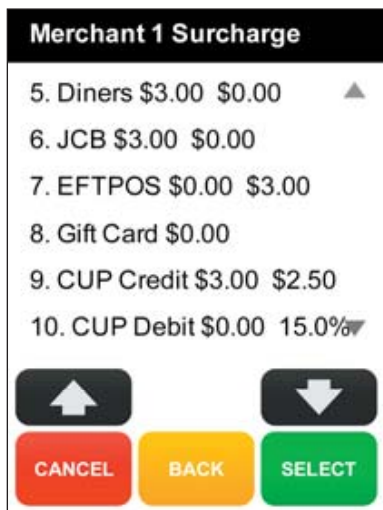 Merchant 1 Surcharge
5. Diners $3.00 $0.00
6. JCB $3.00 $0.00
7. EFTPOS $0.00 $3.00
8. Gift Card $0.00
9. CUP Credit $3.00 $2.50
10. CUP Debit $0.00 15.0%
CANCEL BACK SELECT